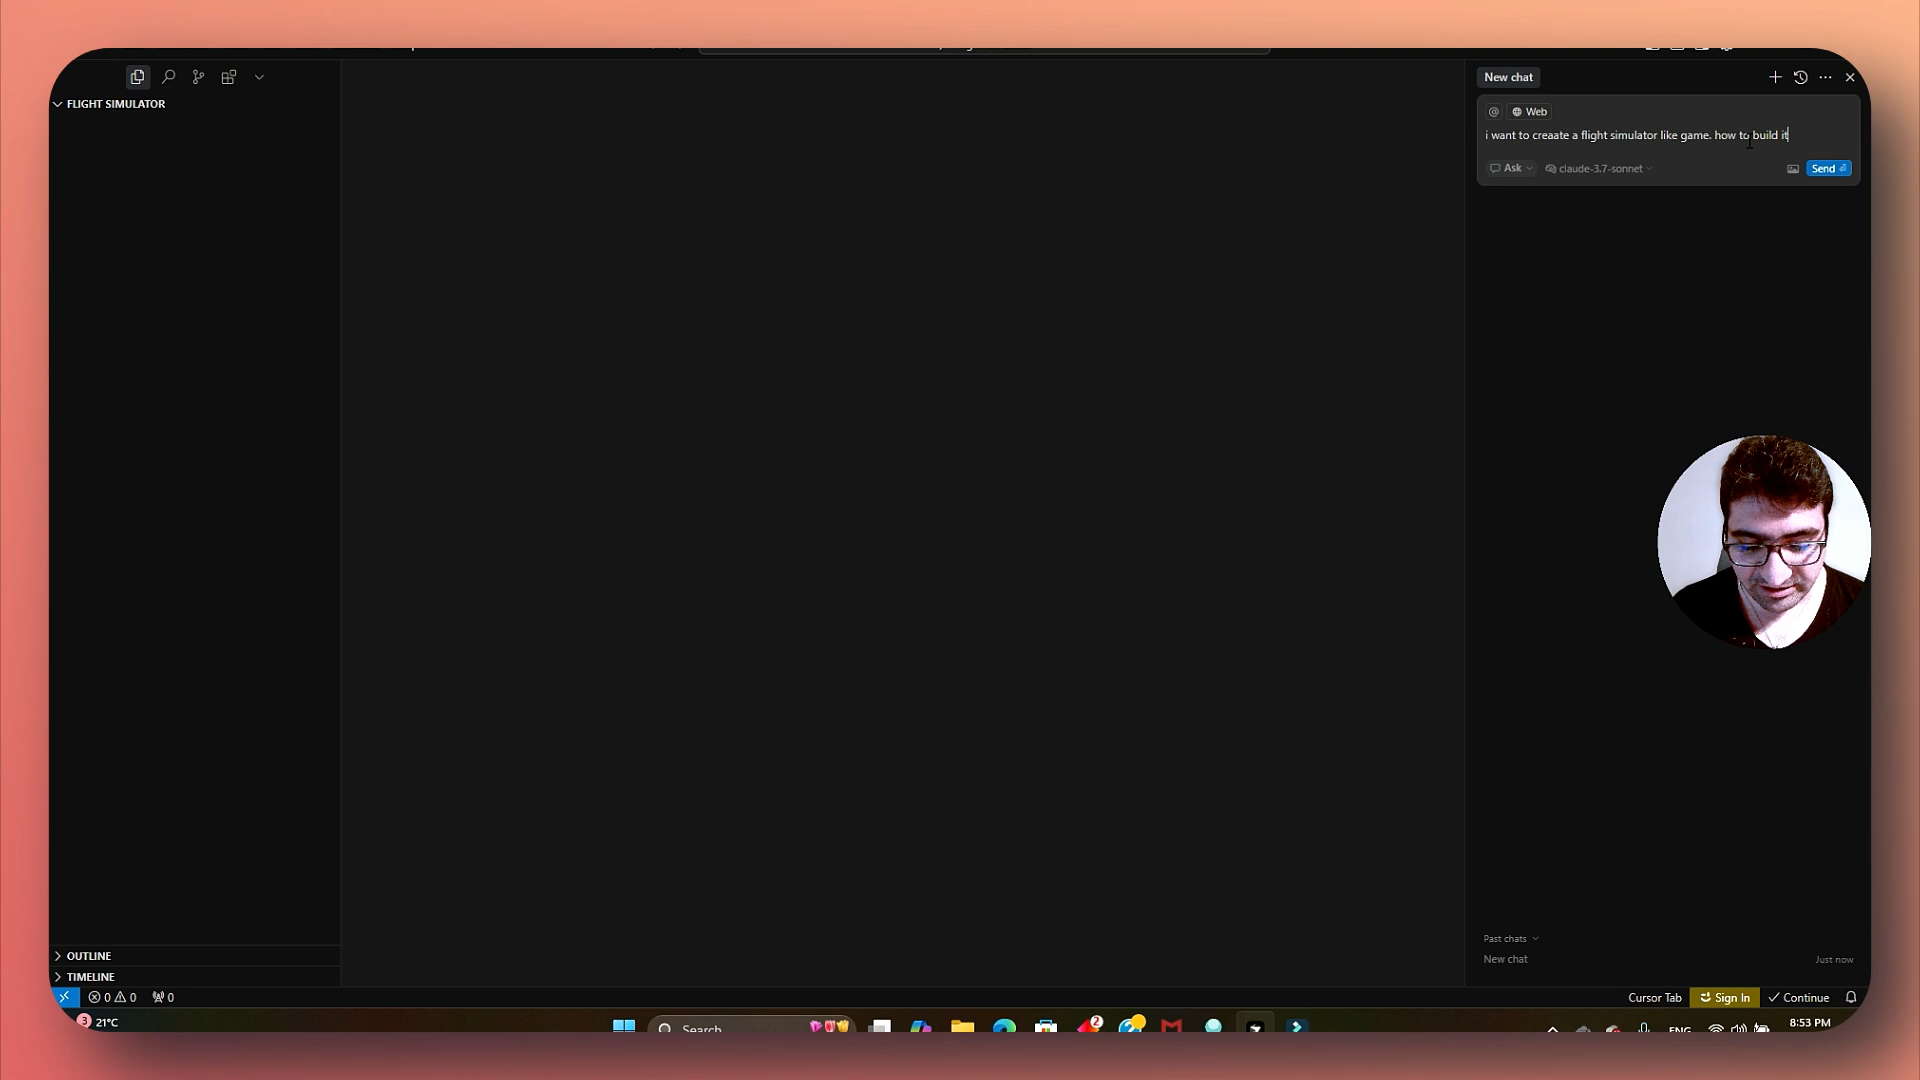 FLIGHT SIMULATOR
New chat
@ Web
i want to creaate a flight simulator like game. how to build it
Ask claude-3.7-sonnet Send
Past chats
New chat Just now
OUTLINE
TIMELINE
0 0 0
Cursor Tab Sign In Continue
3 21°C
Search
2
ENG
8:53 PM